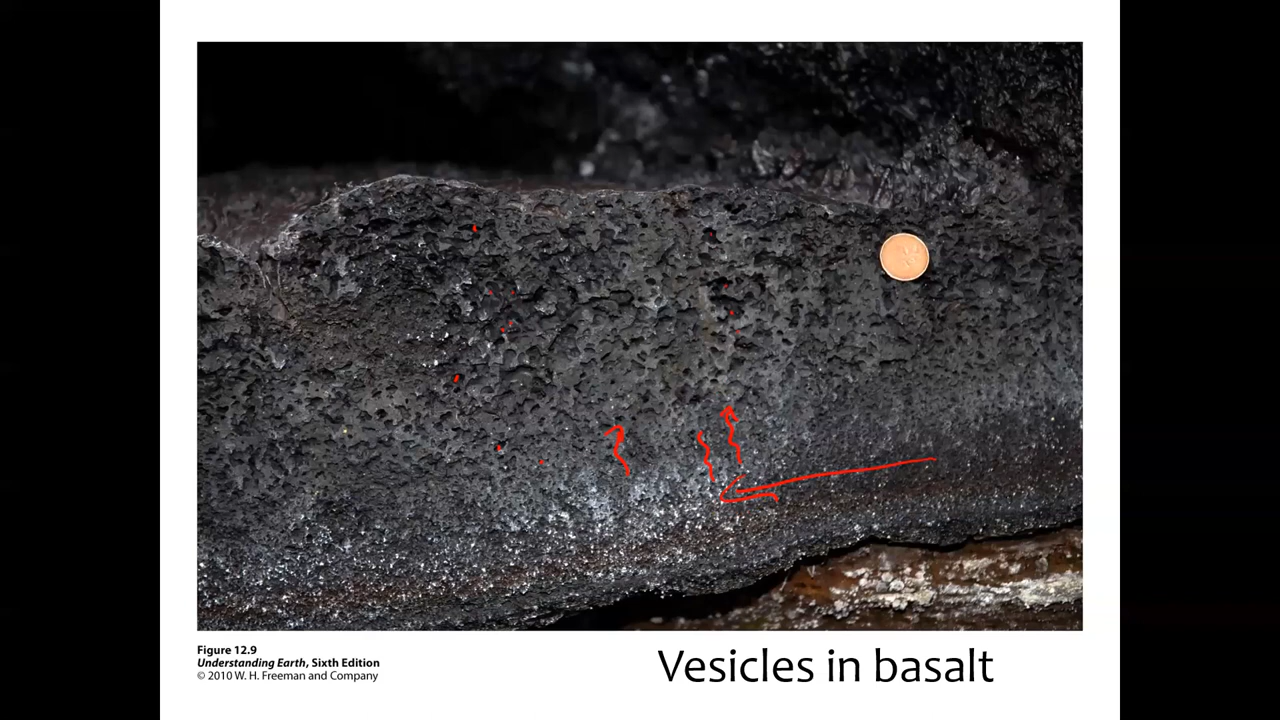 Figure 12.9
Understanding Earth, Sixth Edition
© 2010 W. H. Freeman and Company
Vesicles in basalt